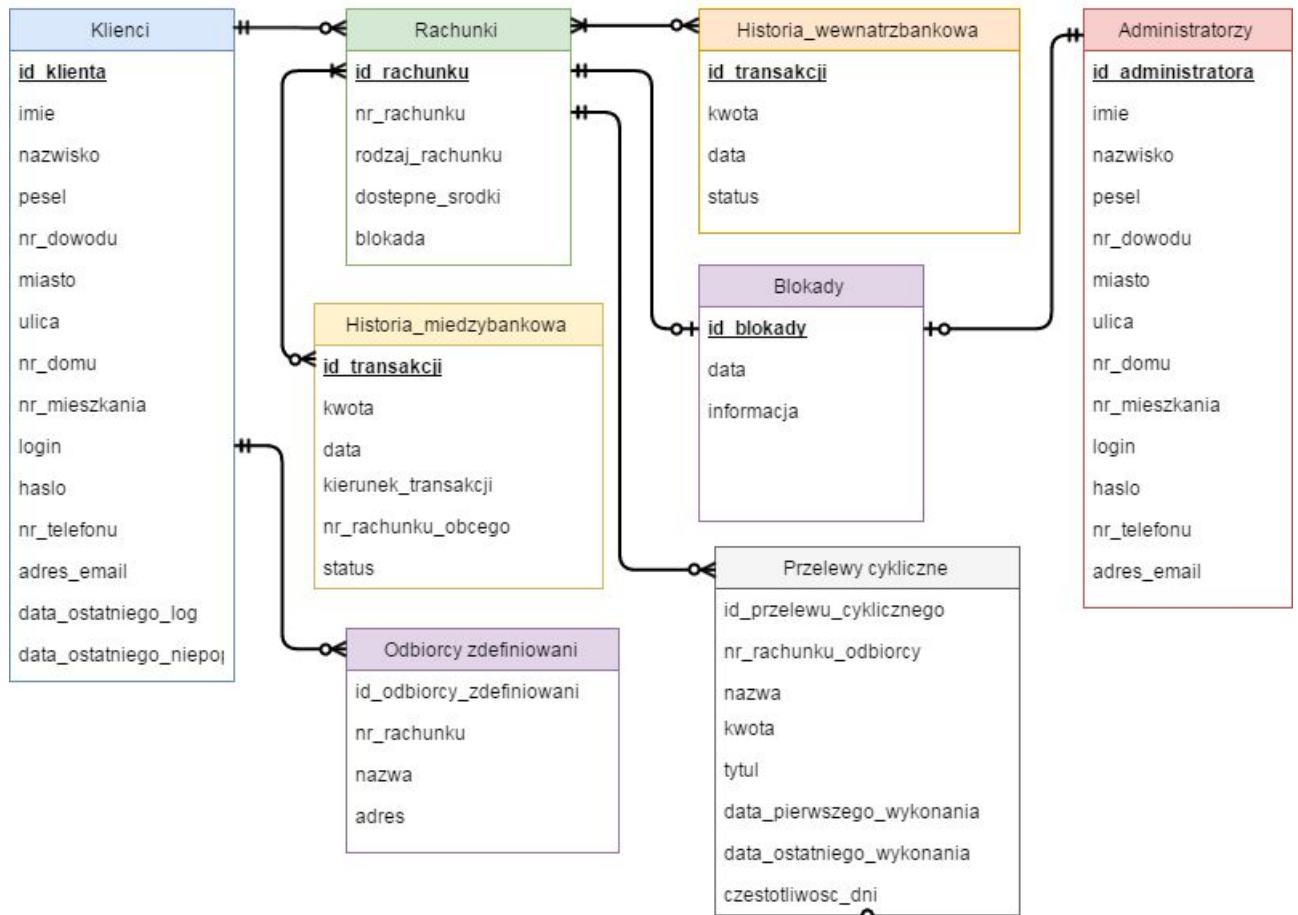 Klienci
id_klienta
imie
nazwisko
pesel
nr_dowodu
miasto
ulica
nr_domu
nr_mieszkania
login
haslo
nr_telefonu
adres_email
data_ostatniego_log
data_ostatniego_niepo
Rachunki
id_rachunku
nr_rachunku
rodzaj_rachunku
dostepne_srodki
blokada
Historia_miedzybankowa
id_transakcji
kwota
data
kierunek_transakcji
nr_rachunku_obcego
status
Odbiorcy zdefiniowani
id_odbiorcy_zdefiniowani
nr_rachunku
nazwa
adres
Historia_wewnatrzbankowa
id_transakcji
kwota
data
status
Blokady
id_blokady
data
informacja
Przelewy cykliczne
id_przelewu_cyklicznego
nr_rachunku_odbiorcy
nazwa
kwota
tytul
data_pierwszego_wykonania
data_ostatniego_wykonania
czestotliwosc_dni
Administratorzy
id_administratora
imie
nazwisko
pesel
nr_dowodu
miasto
ulica
nr_domu
nr_mieszkania
login
haslo
nr_telefonu
adres_email